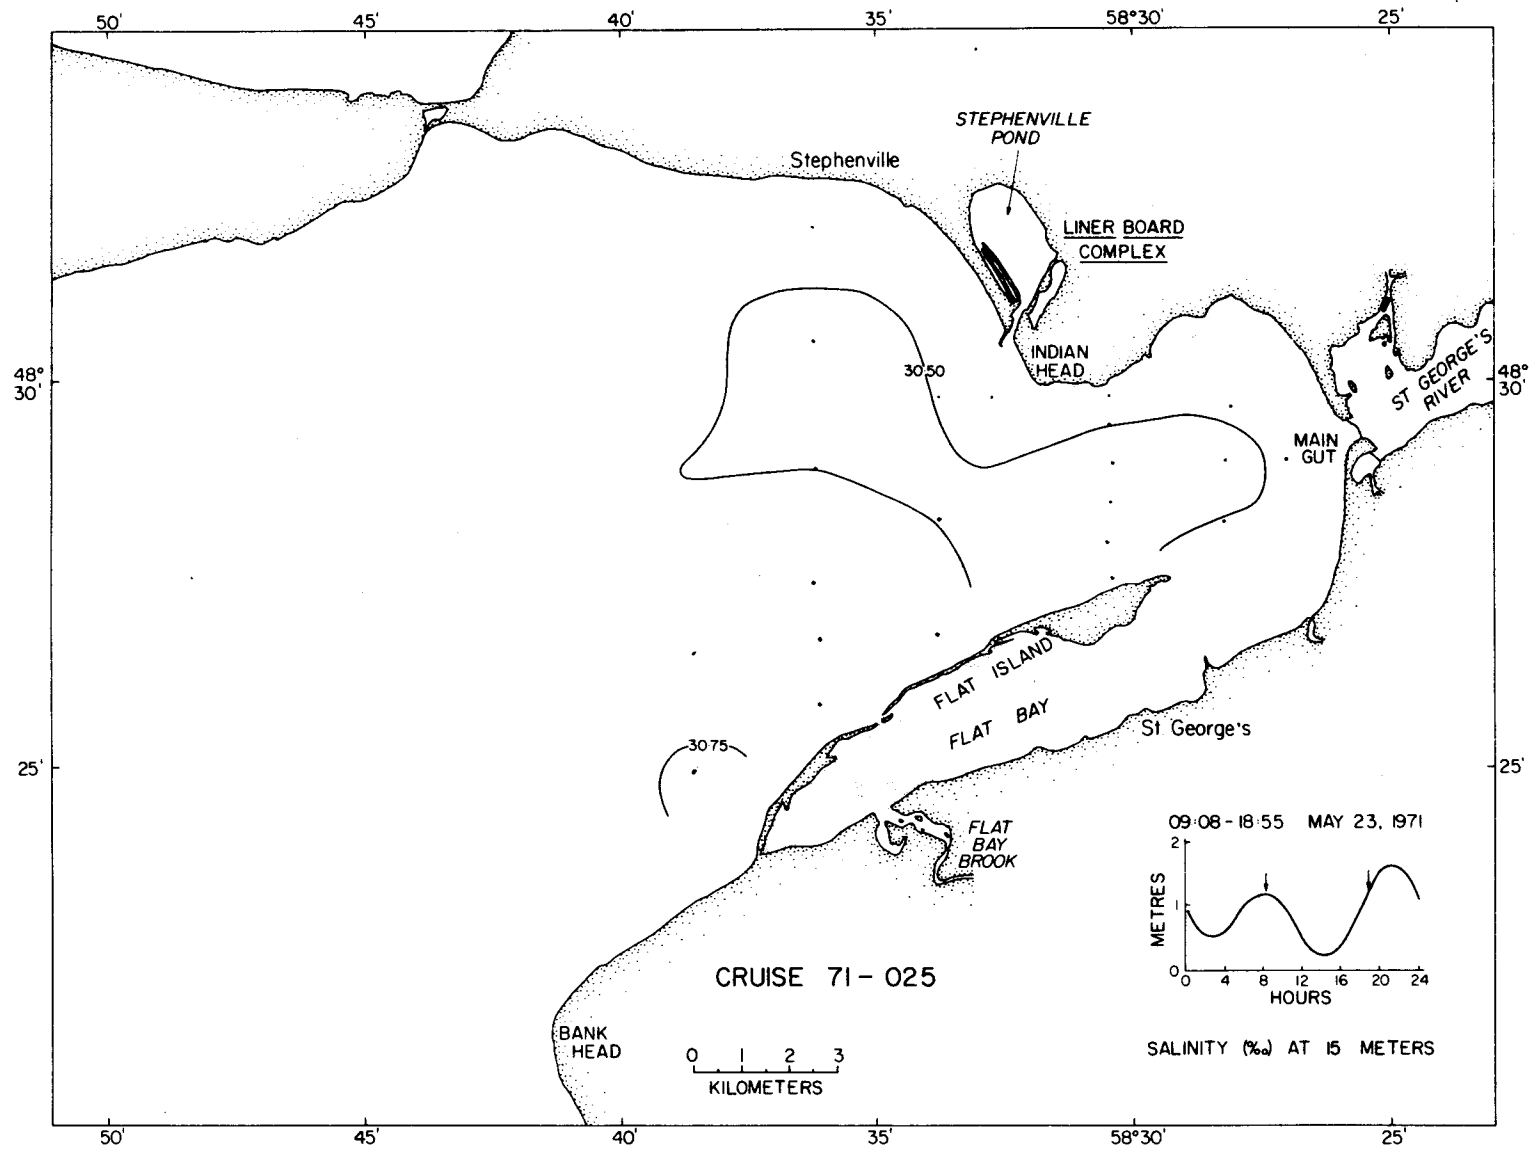 50' 45' 40' 35' 58°30' 25'
STEPHENVILLE
POND
Stephenville
LINER BOARD
COMPLEX
INDIAN
HEAD
30·50
48°
30'
48°
30'
ST GEORGE'S
RIVER
MAIN
GUT
FLAT ISLAND
FLAT BAY
St George's
30·75
25'
25'
FLAT
BAY
BROOK
09:08-18:55 MAY 23, 1971
2
1
0
METRES
0 4 8 12 16 20 24
HOURS
CRUISE 71-025
BANK
HEAD
0 1 2 3
KILOMETERS
SALINITY (‰) AT 15 METERS
50' 45' 40' 35' 58°30' 25'